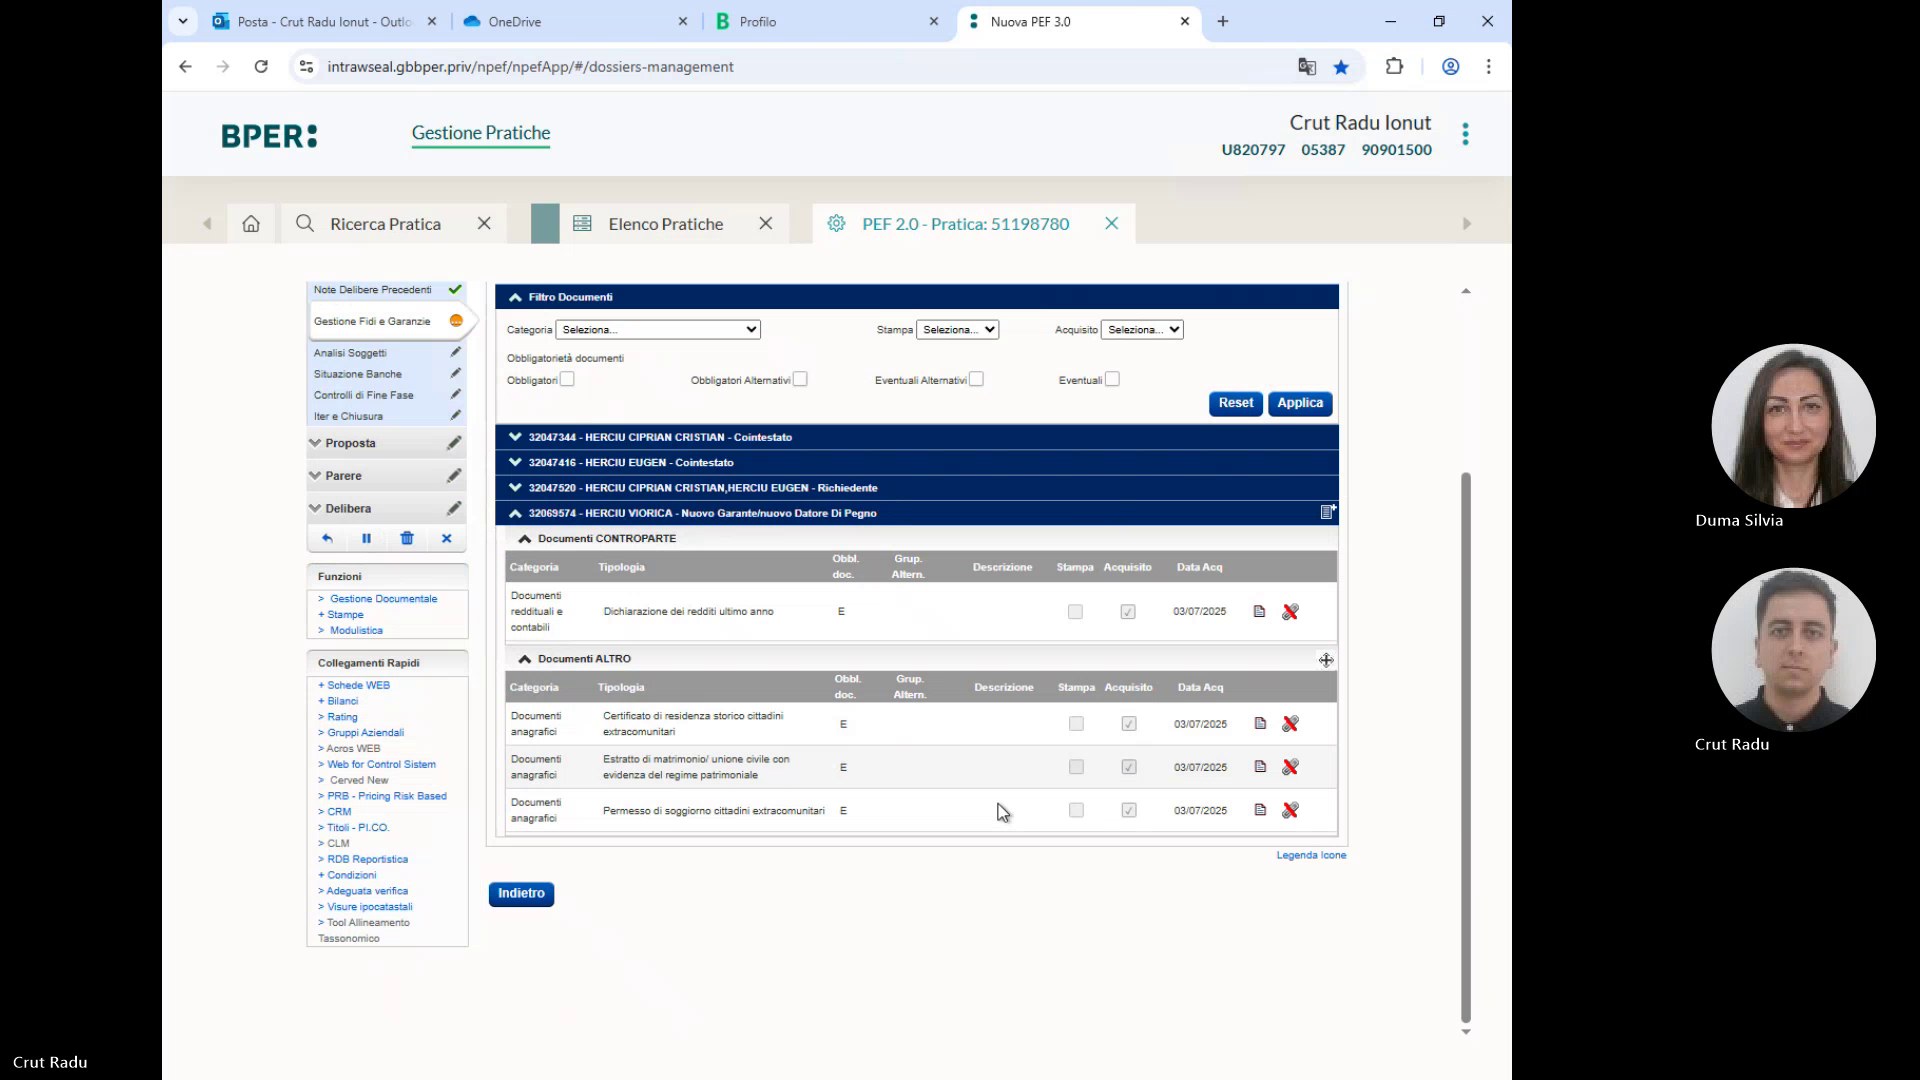 Posta - Crut Radu Ionut - Outlo
OneDrive
Profilo
Nuova PEF 3.0
intrawseal.gbbper.priv/npef/npefApp/#/dossiers-management
BPER:
Gestione Pratiche
Crut Radu Ionut
U820797 05387 90901500
Ricerca Pratica
Elenco Pratiche
PEF 2.0 - Pratica: 51198780
Note Delibere Precedenti
Gestione Fidi e Garanzie
Analisi Soggetti
Situazione Banche
Controlli di Fine Fase
Iter e Chiusura
Proposta
Parere
Delibera
Funzioni
> Gestione Documentale
+ Stampe
> Modulistica
Collegamenti Rapidi
+ Schede WEB
+ Bilanci
> Rating
> Gruppi Aziendali
> Acros WEB
> Web for Control Sistem
> Cerved New
> PRB - Pricing Risk Based
> CRM
> Titoli - PI.CO.
> CLM
> RDB Reportistica
+ Condizioni
> Adeguata verifica
> Visure ipocatastali
> Tool Allineamento
Tassonomico
Filtro Documenti
Categoria Seleziona... Stampa Seleziona... Acquisito Seleziona...
Obbligatorietà documenti
Obbligatori Obbligatori Alternativi Eventuali Alternativi Eventuali
Reset Applica
32047344 - HERCIU CIPRIAN CRISTIAN - Cointestato
32047416 - HERCIU EUGEN - Cointestato
32047520 - HERCIU CIPRIAN CRISTIAN,HERCIU EUGEN - Richiedente
32069574 - HERCIU VIORICA - Nuovo Garante/nuovo Datore Di Pegno
Documenti CONTROPARTE
Categoria Tipologia Obbl. doc. Grup. Altern. Descrizione Stampa Acquisito Data Acq
Documenti reddituali e contabili Dichiarazione dei redditi ultimo anno E 03/07/2025
Documenti ALTRO
Categoria Tipologia Obbl. doc. Grup. Altern. Descrizione Stampa Acquisito Data Acq
Documenti anagrafici Certificato di residenza storico cittadini extracomunitari E 03/07/2025
Documenti anagrafici Estratto di matrimonio/ unione civile con evidenza del regime patrimoniale E 03/07/2025
Documenti anagrafici Permesso di soggiorno cittadini extracomunitari E 03/07/2025
Legenda Icone
Indietro
Duma Silvia
Crut Radu
Crut Radu